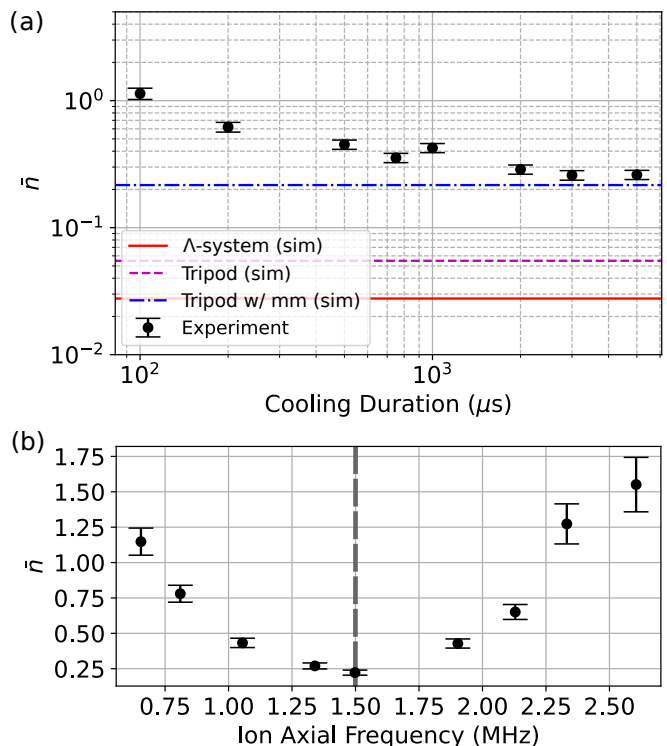 (a)
10⁰
10⁻¹
10⁻²
n̄
Λ-system (sim)
Tripod (sim)
Tripod w/ mm (sim)
Experiment
10² 10³
Cooling Duration (μs)
(b)
1.75
1.50
1.25
1.00
0.75
0.50
0.25
n̄
0.75 1.00 1.25 1.50 1.75 2.00 2.25 2.50
Ion Axial Frequency (MHz)